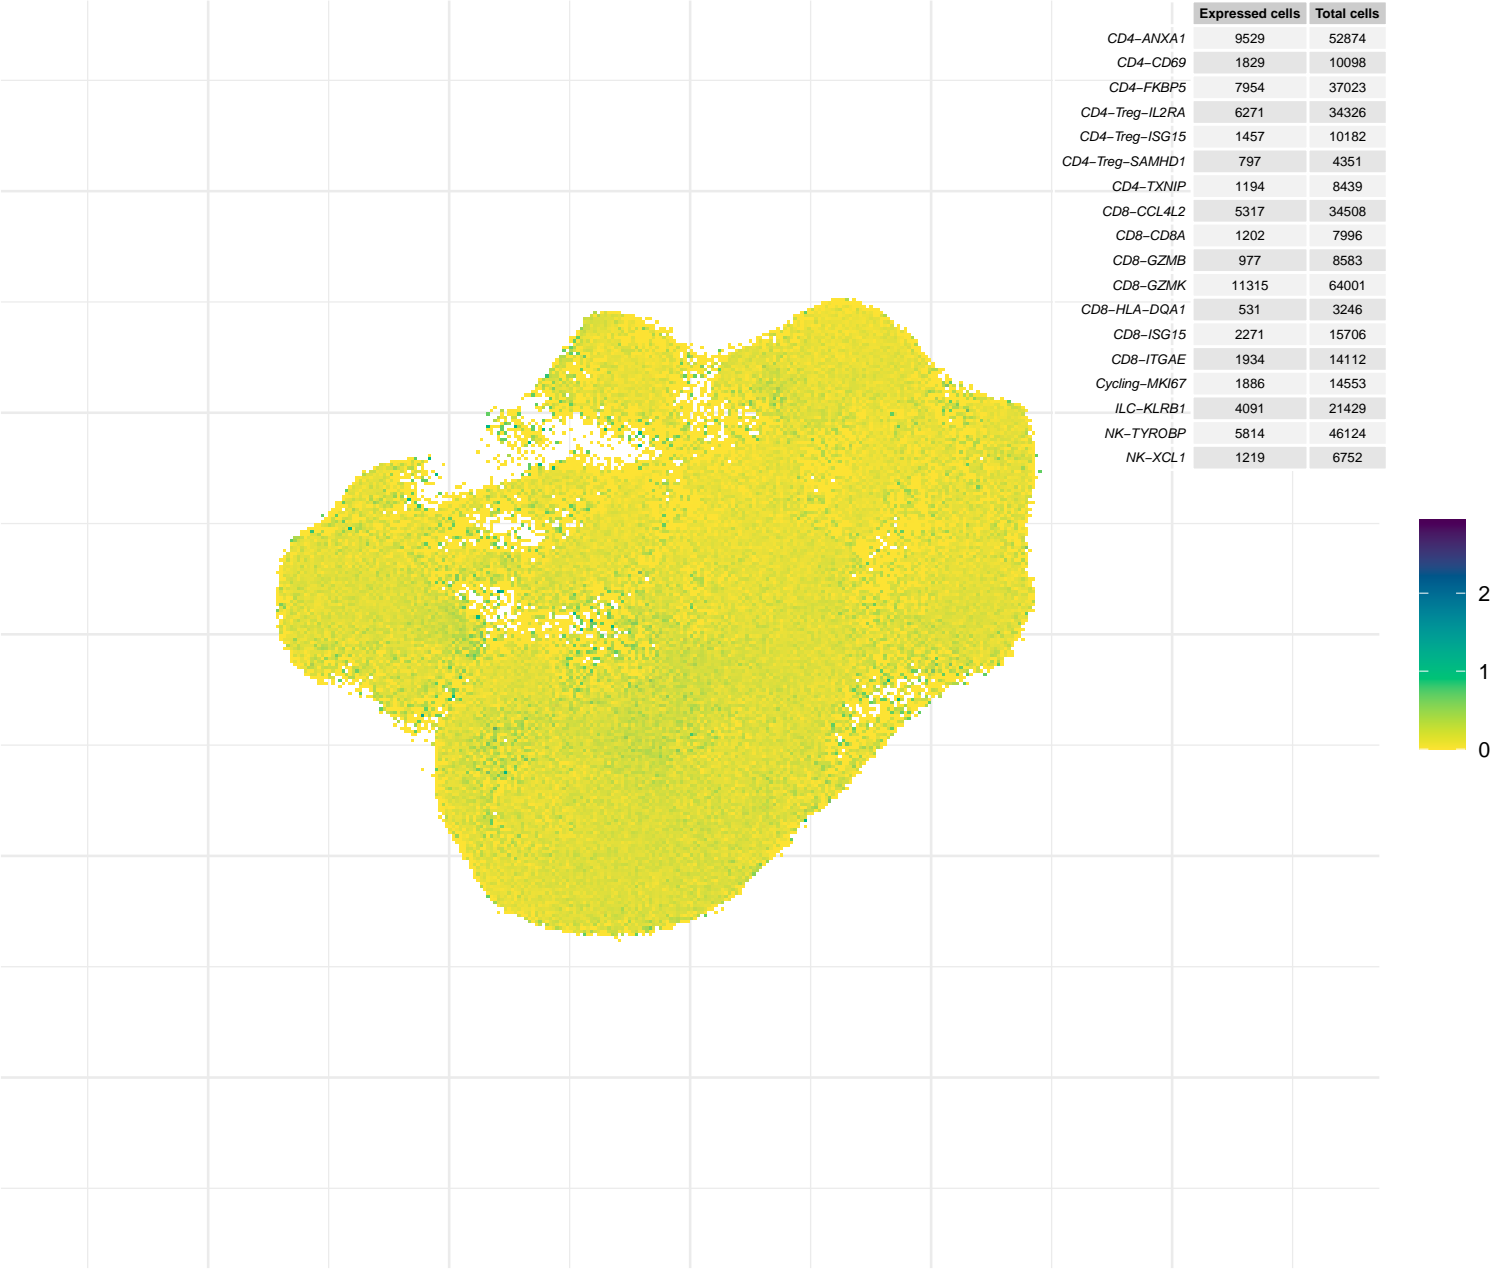 Expressed cells Total cells
CD4−ANXA1 9529 52874
CD4−CD69 1829 10098
CD4−FKBP5 7954 37023
CD4−Treg−IL2RA 6271 34326
CD4−Treg−ISG15 1457 10182
CD4−Treg−SAMHD1 797 4351
CD4−TXNIP 1194 8439
CD8−CCL4L2 5317 34508
CD8−CD8A 1202 7996
CD8−GZMB 977 8583
CD8−GZMK 11315 64001
CD8−HLA−DQA1 531 3246
CD8−ISG15 2271 15706
CD8−ITGAE 1934 14112
Cycling−MKI67 1886 14553
ILC−KLRB1 4091 21429
NK−TYROBP 5814 46124
NK−XCL1 1219 6752
2
1
0